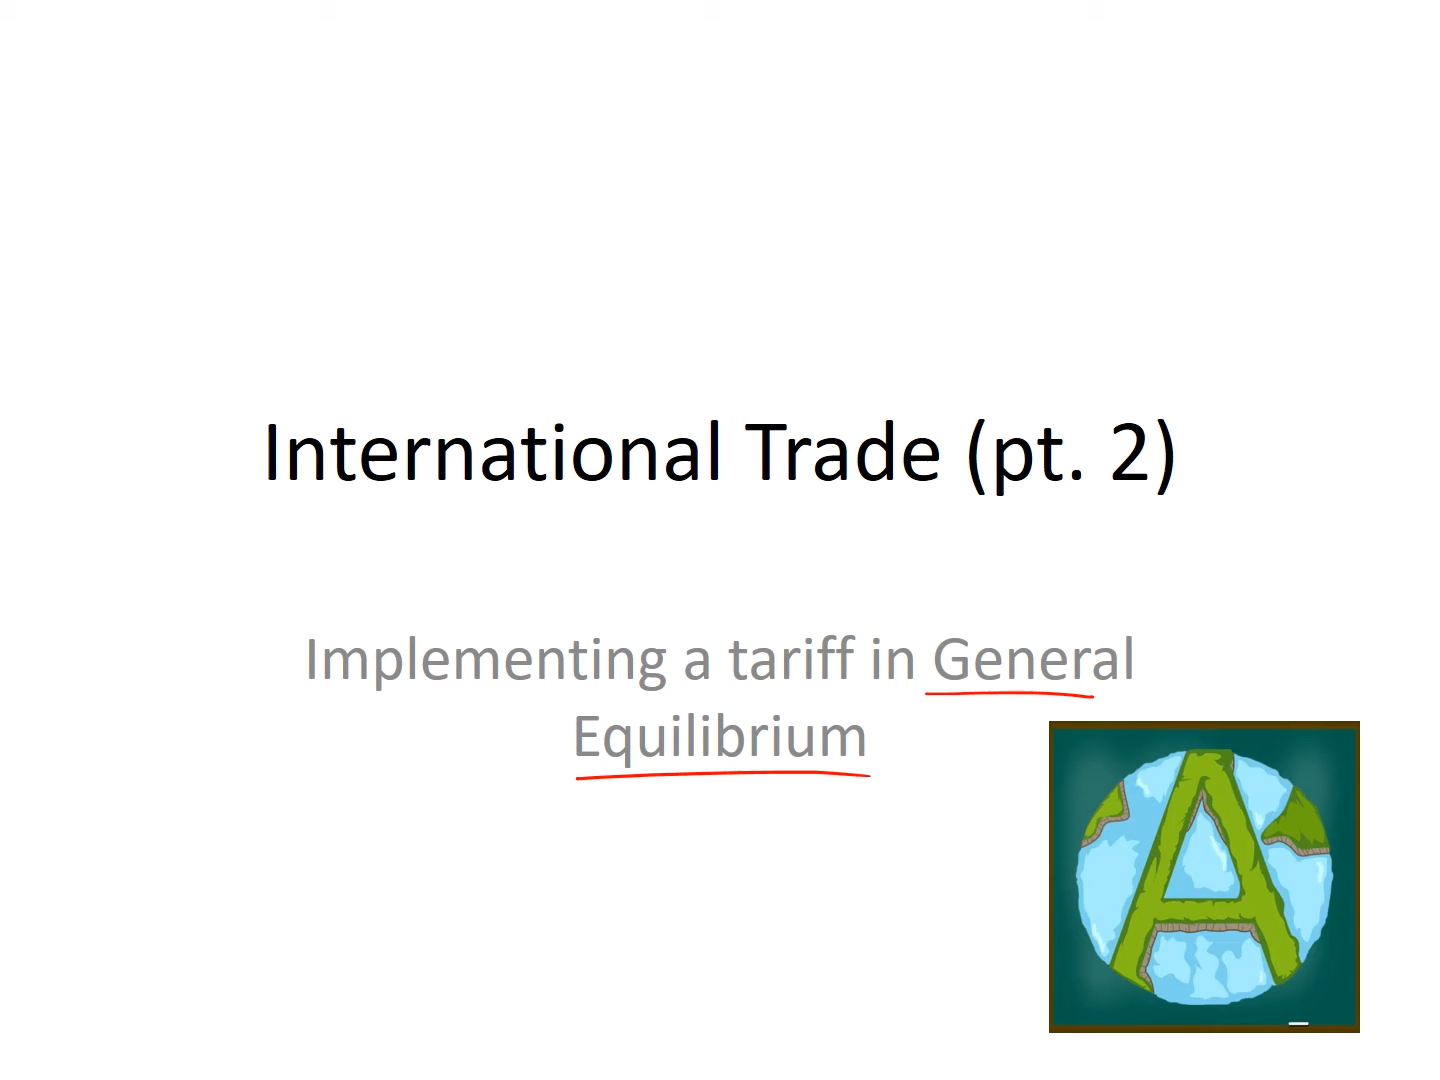 International Trade (pt. 2)
Implementing a tariff in General
Equilibrium
A